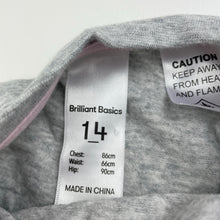 Brilliant Basics
14
Chest: 86cm
Waist: 66cm
Hip: 90cm
MADE IN CHINA
CAUTION
KEEP AWAY
FROM HEA
AND FLAM